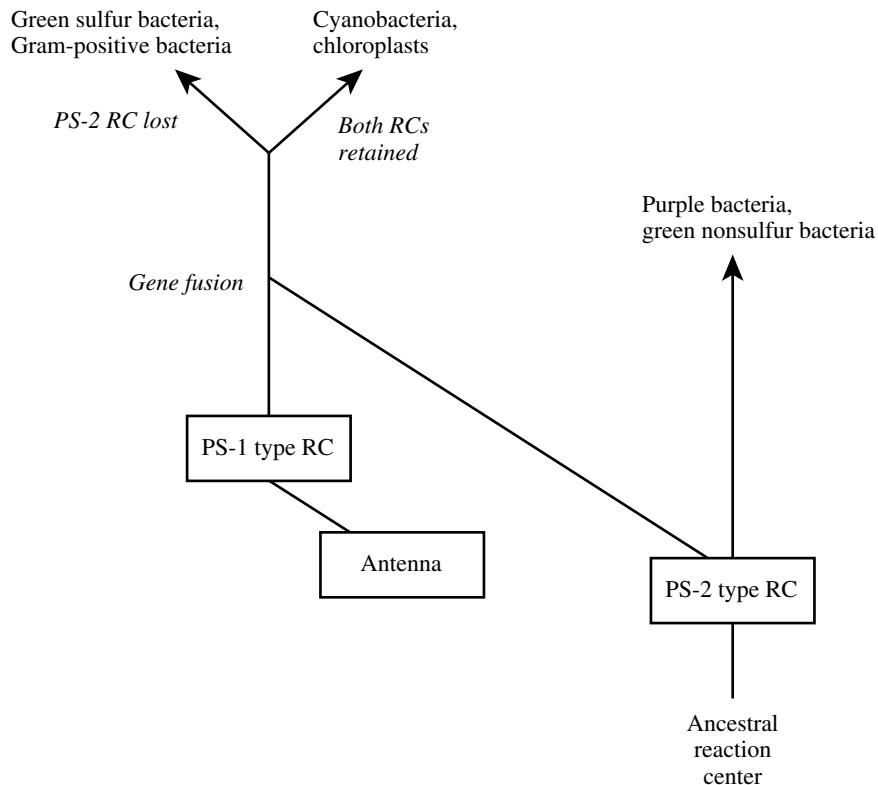 Green sulfur bacteria,
Gram-positive bacteria
Cyanobacteria,
chloroplasts
PS-2 RC lost
Both RCs
retained
Purple bacteria,
green nonsulfur bacteria
Gene fusion
PS-1 type RC
Antenna
PS-2 type RC
Ancestral
reaction
center